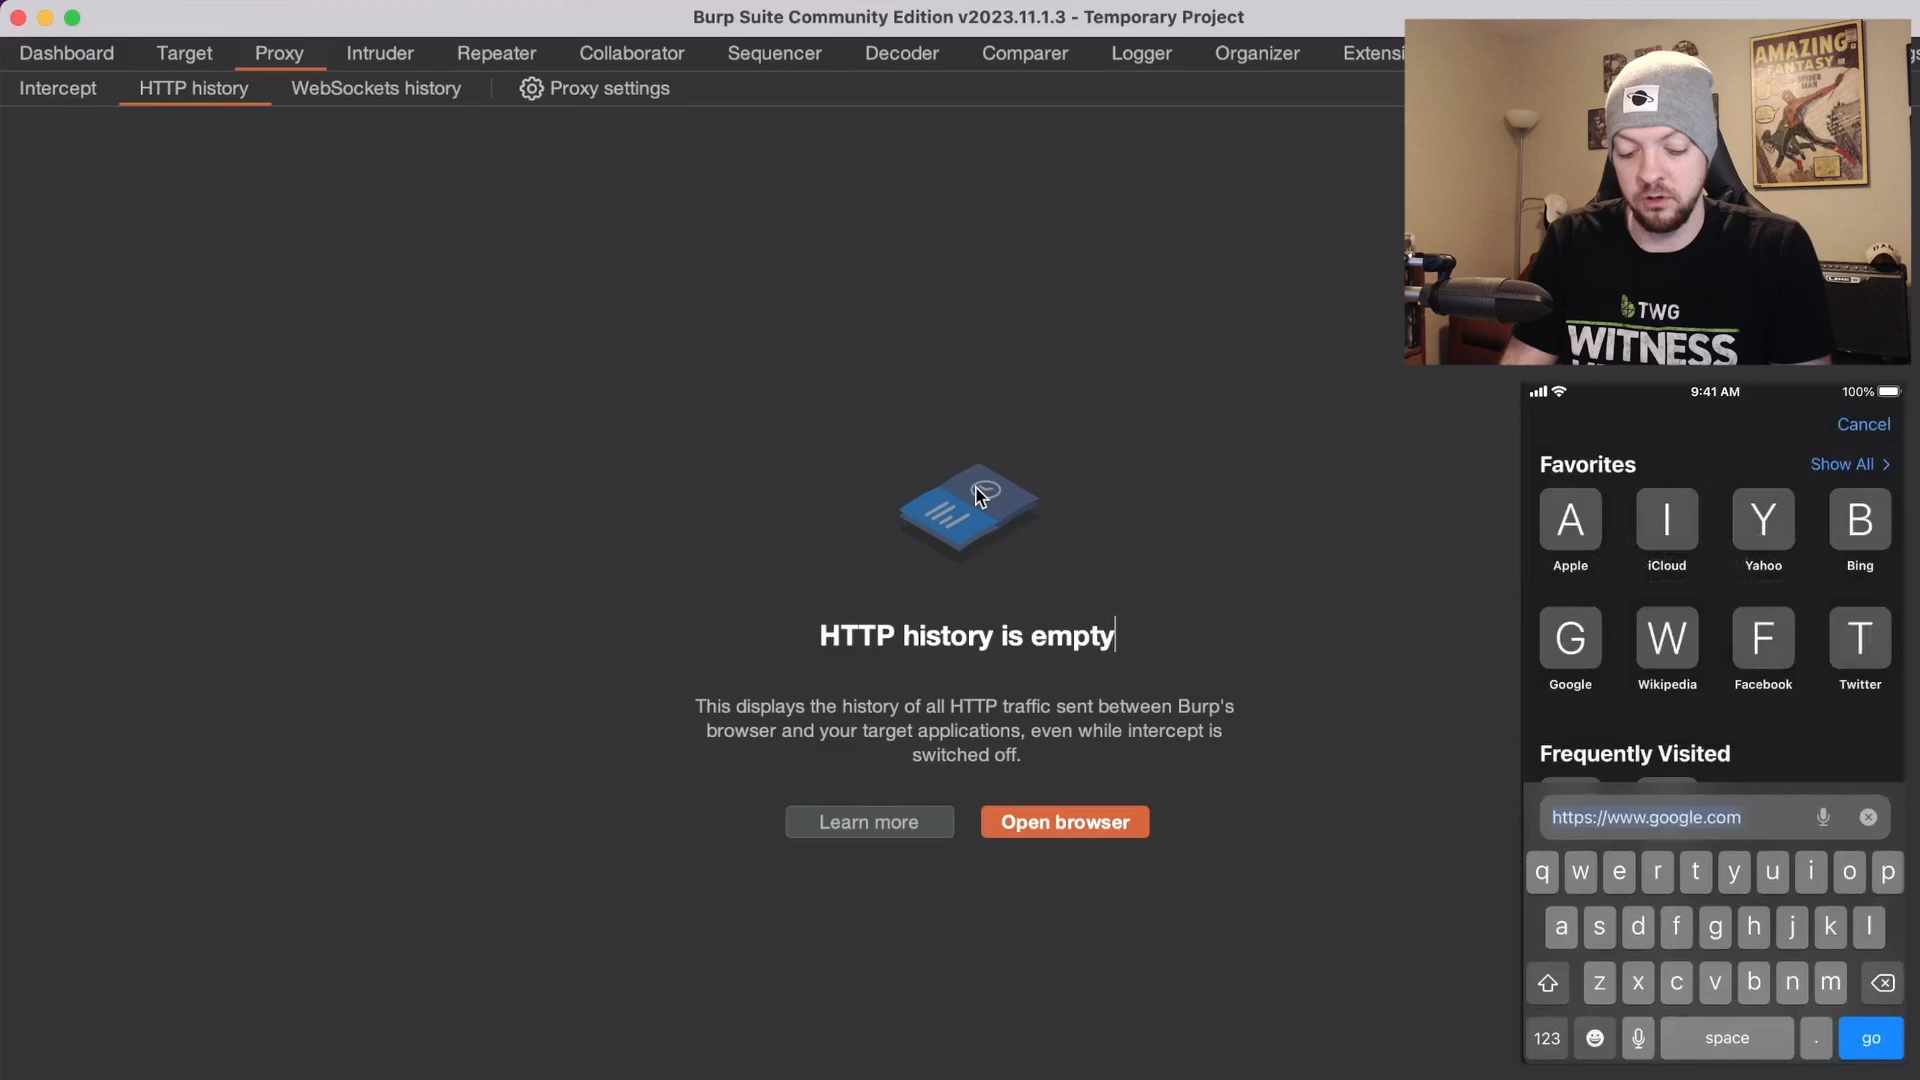 Burp Suite Community Edition v2023.11.1.3 - Temporary Project
Dashboard Target Proxy Intruder Repeater Collaborator Sequencer Decoder Comparer Logger Organizer Extensi
Intercept HTTP history WebSockets history Proxy settings
HTTP history is empty
This displays the history of all HTTP traffic sent between Burp's
browser and your target applications, even while intercept is
switched off.
Learn more Open browser
AMAZING
FANTASY
TWG
WITNESS
LINE 6
9:41 AM 100%
Cancel
Favorites Show All >
A I Y B
Apple iCloud Yahoo Bing
G W F T
Google Wikipedia Facebook Twitter
Frequently Visited
https://www.google.com
q w e r t y u i o p
a s d f g h j k l
z x c v b n m
123 space . go